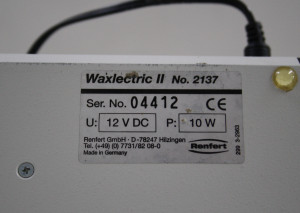 Waxlectric II No. 2137
Ser. No. 04412 CE
U: 12 V DC P: 10 W
Renfert GmbH · D -78247 Hilzingen
Tel. (+49) (0) 7731/82 08-0
Made in Germany
Renfert